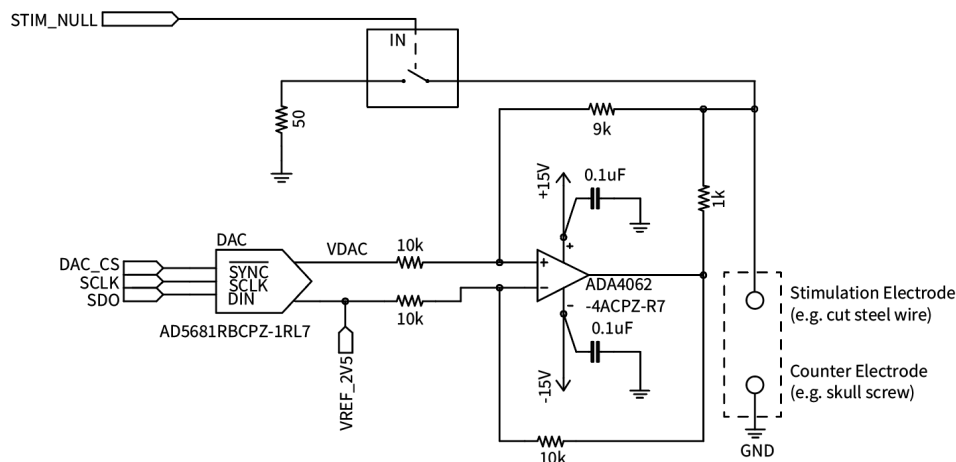 STIM_NULL
IN
50
9k
+15V
0.1uF
1k
DAC
VDAC
10k
DAC_CS
SCLK
SDO
SYNC
SCLK
DIN
+
−
+
−
ADA4062
-4ACPZ-R7
AD5681RBCPZ-1RL7
10k
VREF_2V5
0.1uF
-15V
10k
Stimulation Electrode
(e.g. cut steel wire)
Counter Electrode
(e.g. skull screw)
GND